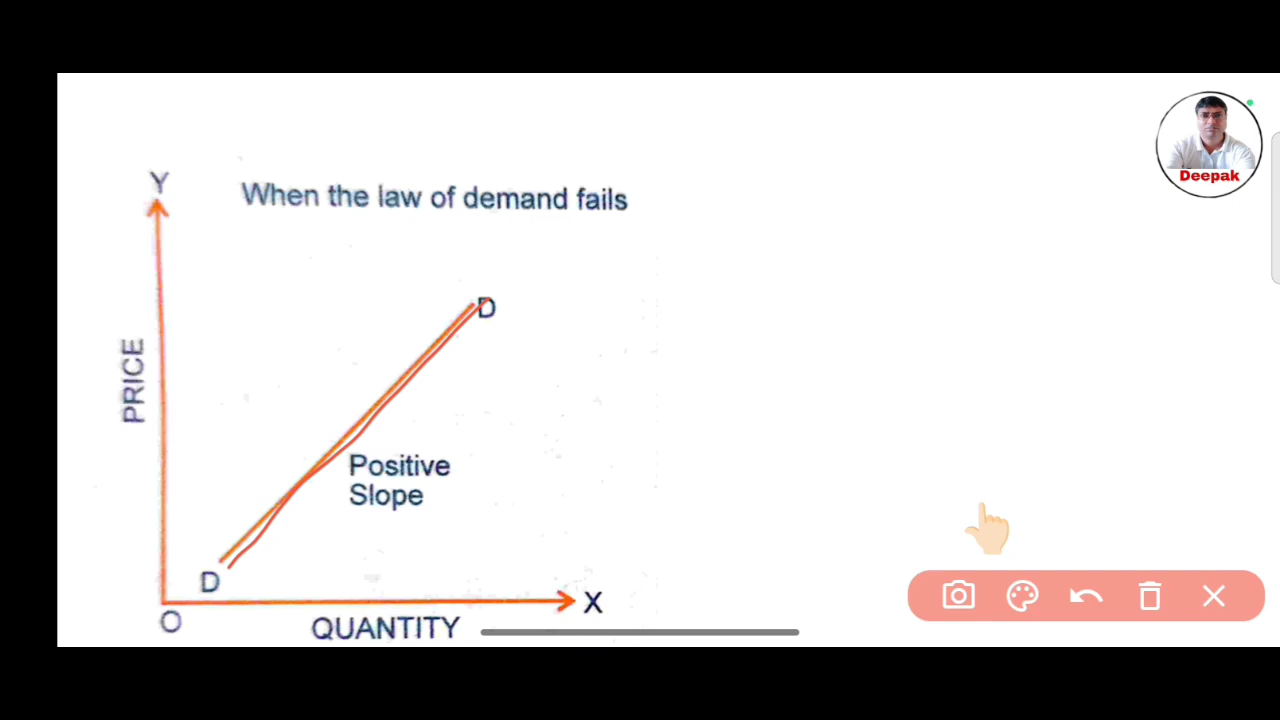 Y
When the law of demand fails
Deepak
D
PRICE
Positive
Slope
D
X
O
QUANTITY